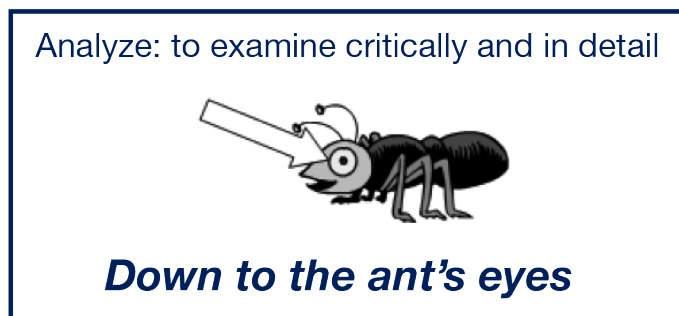 Analyze: to examine critically and in detail
Down to the ant’s eyes